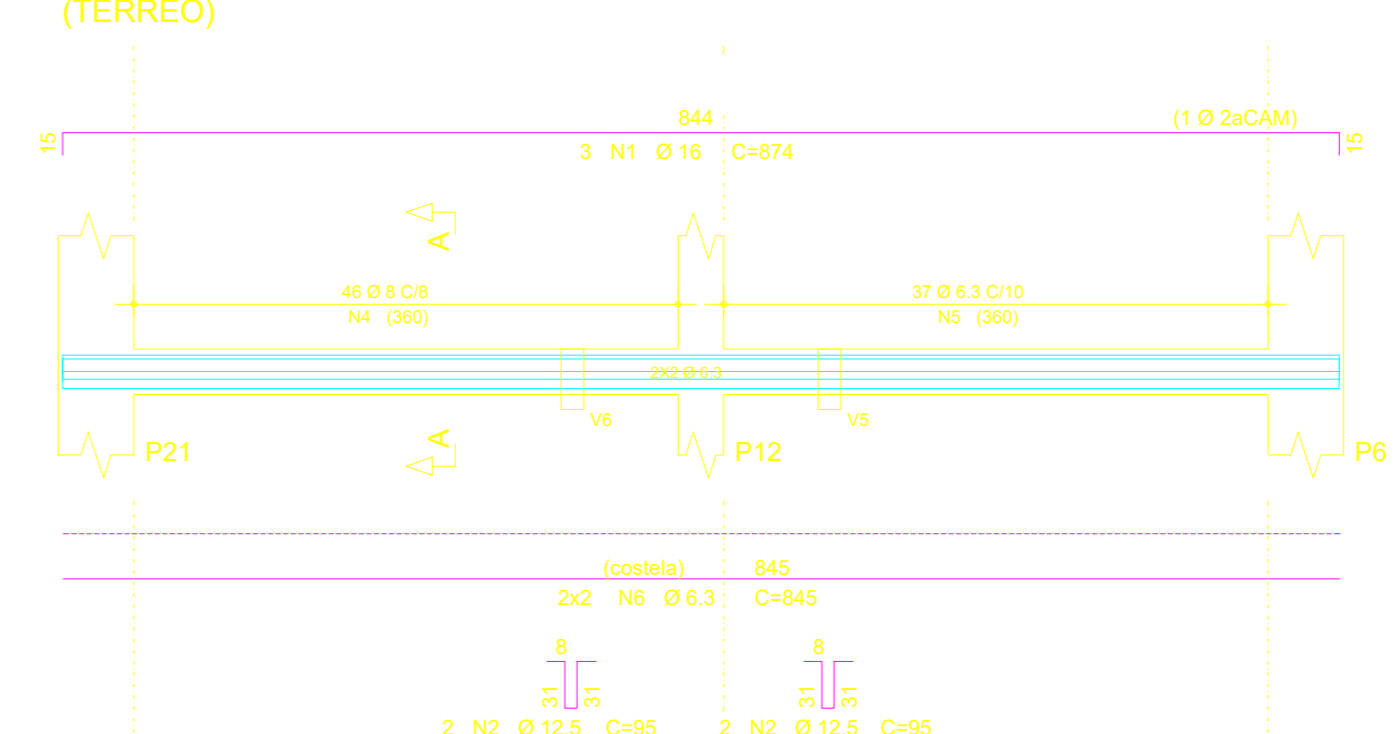 (TERREO)
844
(1 Ø 2aCAM)
15
15
3 N1 Ø 16 C=874
A
46 Ø 8 C/8
37 Ø 6.3 C/10
N4 (360)
N5 (360)
2X2 Ø 6.3
V6
V5
A
P21
P12
P6
(costela) 845
2x2 N6 Ø 6.3 C=845
8
8
31
31
31
31
2 N2 Ø 12.5 C=95
2 N2 Ø 12.5 C=95